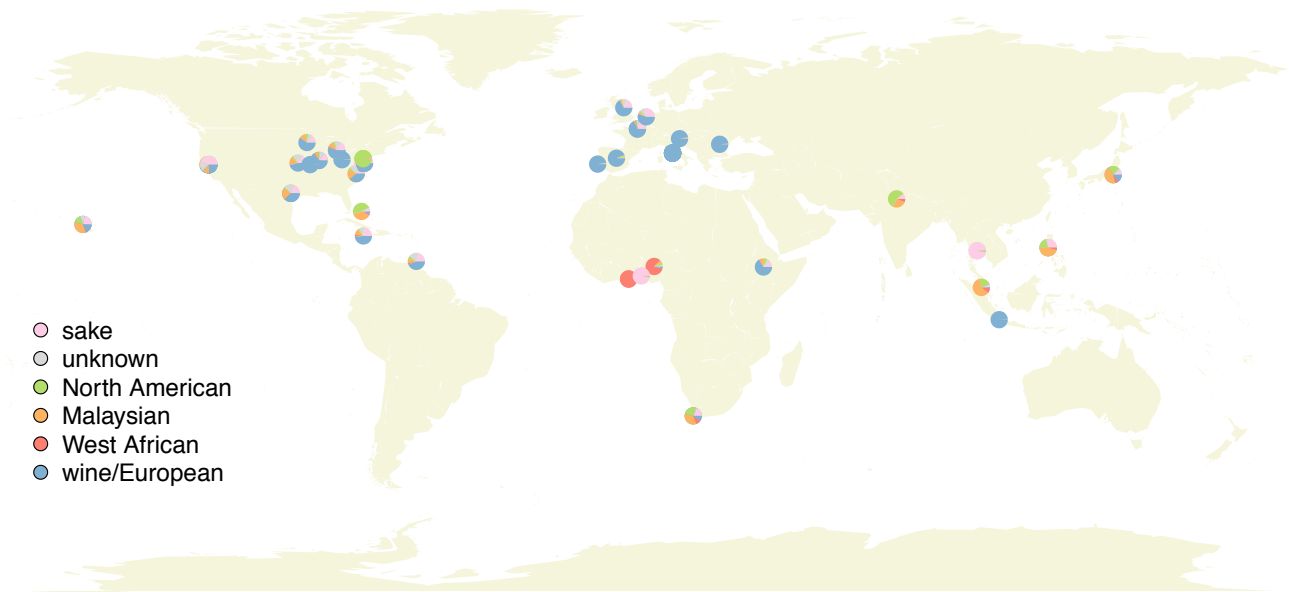 sake
unknown
North American
Malaysian
West African
wine/European